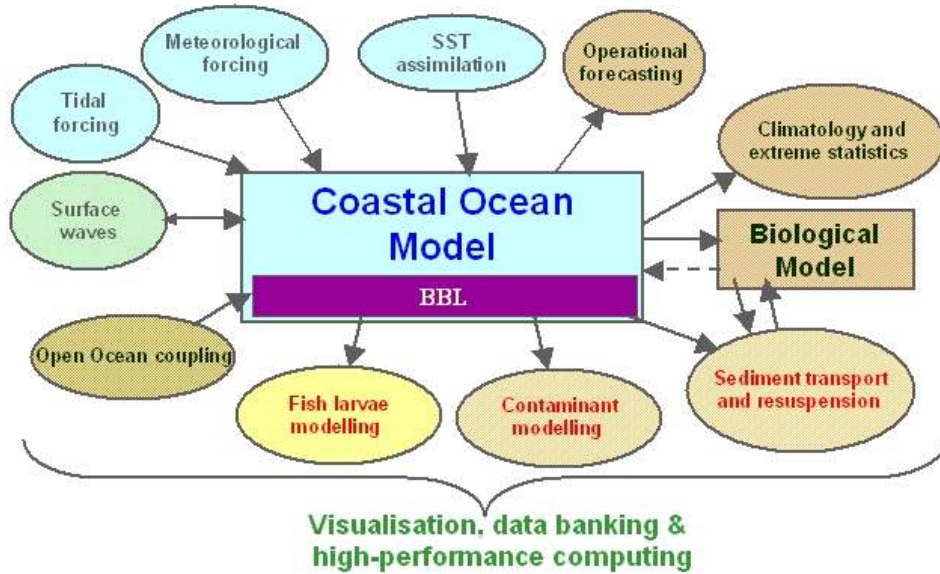 Meteorological
forcing
SST
assimilation
Operational
forecasting
Tidal
forcing
Climatology and
extreme statistics
Surface
waves
Coastal Ocean
Model
BBL
Biological
Model
Open Ocean coupling
Fish larvae
modelling
Contaminant
modelling
Sediment transport
and resuspension
Visualisation, data banking &
high-performance computing